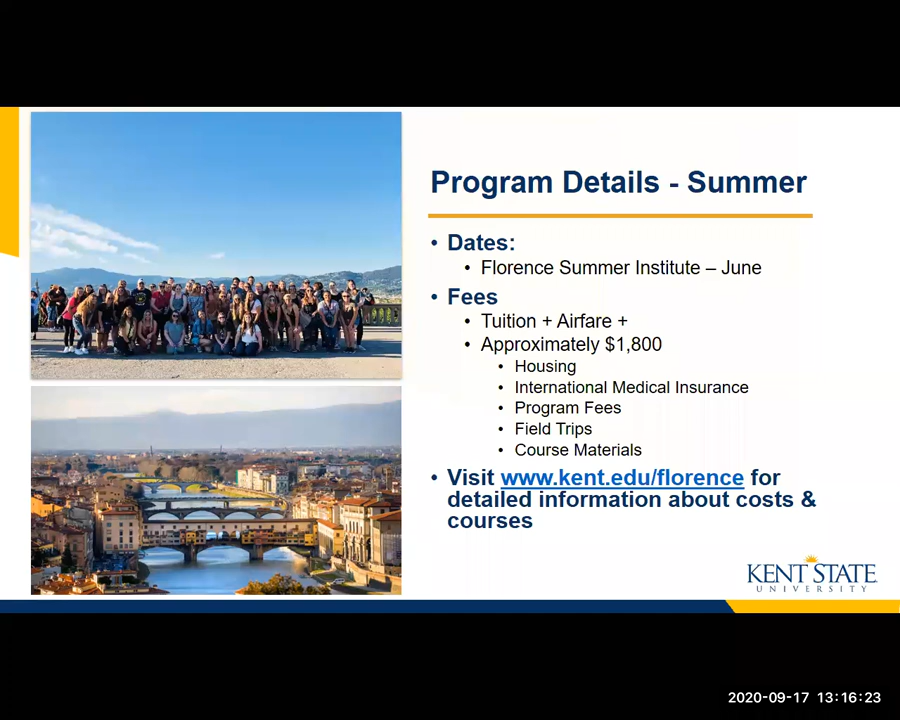 Program Details - Summer
• Dates:
• Florence Summer Institute – June
• Fees
• Tuition + Airfare +
• Approximately $1,800
• Housing
• International Medical Insurance
• Program Fees
• Field Trips
• Course Materials
• Visit www.kent.edu/florence for
detailed information about costs &
courses
KENT STATE
UNIVERSITY
2020-09-17 13:16:23